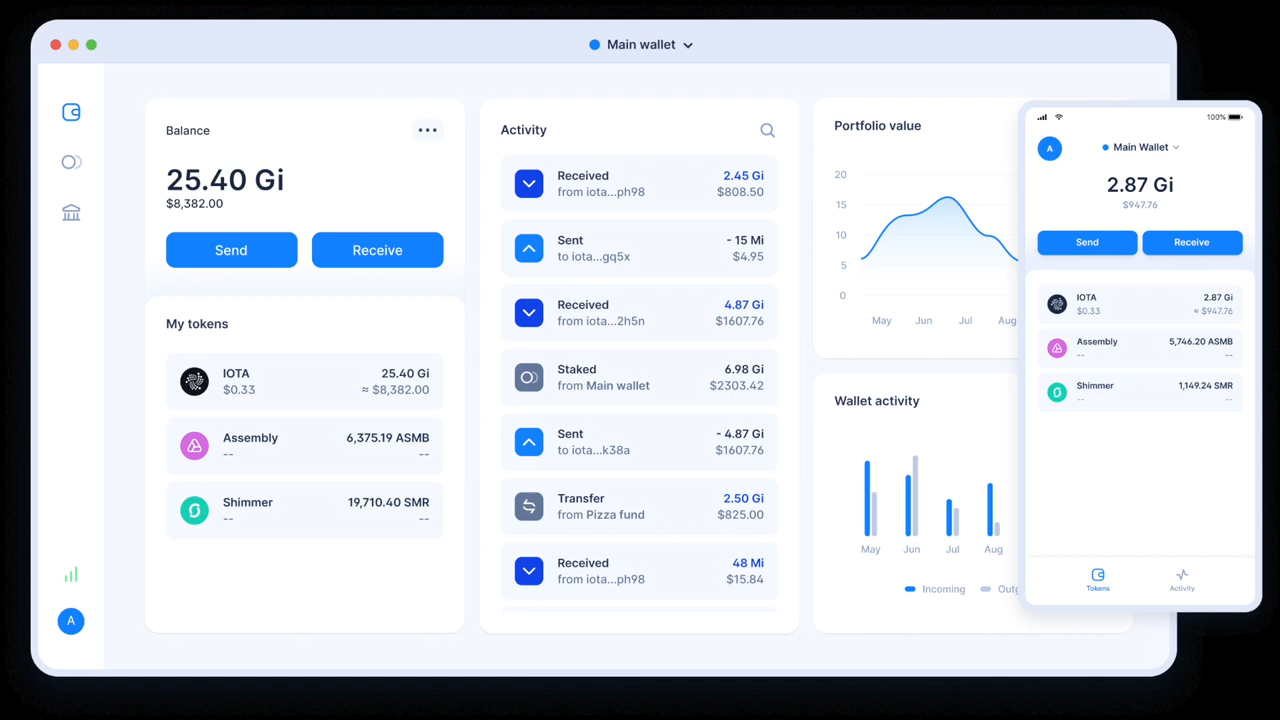 Main wallet
Balance
25.40 Gi
$8,382.00
Send
Receive
My tokens
IOTA
25.40 Gi
$0.33
≈ $8,382.00
Assembly
6,375.19 ASMB
--
--
Shimmer
19,710.40 SMR
--
--
A
Activity
Received
2.45 Gi
from iota...ph98
$808.50
Sent
- 15 Mi
to iota...gq5x
$4.95
Received
4.87 Gi
from iota...2h5n
$1607.76
Staked
6.98 Gi
from Main wallet
$2303.42
Sent
- 4.87 Gi
to iota...k38a
$1607.76
Transfer
2.50 Gi
from Pizza fund
$825.00
Received
48 Mi
from iota...ph98
$15.84
Portfolio value
20
15
10
5
0
May Jun Jul Aug
Wallet activity
May Jun Jul Aug
Incoming
Outg
100%
A
Main Wallet
2.87 Gi
$947.76
Send
Receive
IOTA
2.87 Gi
$0.33
≈ $947.76
Assembly
5,746.20 ASMB
--
--
Shimmer
1,149.24 SMR
--
--
Tokens
Activity